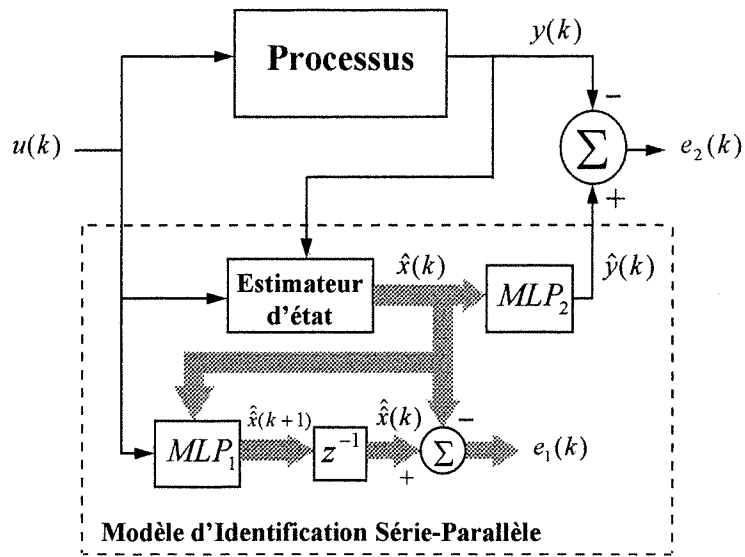 Processus
y(k)
−
u(k)
Σ
e₂(k)
+
x̂(k)
ŷ(k)
Estimateur
d'état
MLP₂
x̂̂(k+1)
x̂̂(k)
−
MLP₁
z⁻¹
Σ
e₁(k)
+
Modèle d'Identification Série-Parallèle